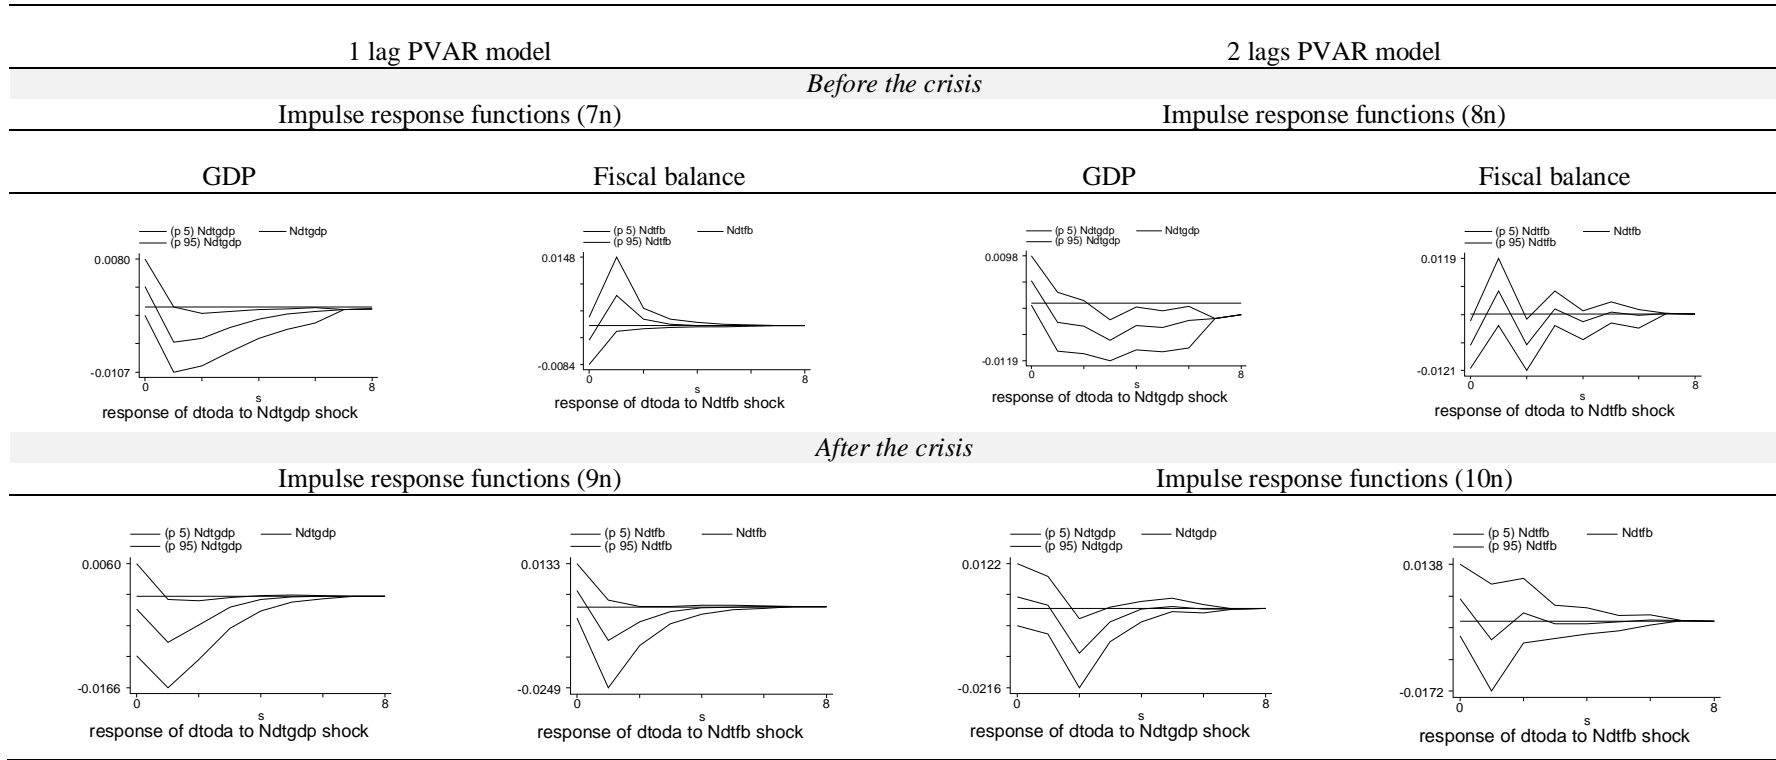 1 lag PVAR model 2 lags PVAR model
Before the crisis
Impulse response functions (7n) Impulse response functions (8n)
GDP Fiscal balance GDP Fiscal balance
(p 5) Ndtgdp Ndtgdp
(p 95) Ndtgdp
0.0080
-0.0107
0 8
s
response of dtoda to Ndtgdp shock
(p 5) Ndtfb Ndtfb
(p 95) Ndtfb
0.0148
-0.0084
0 8
s
response of dtoda to Ndtfb shock
(p 5) Ndtgdp Ndtgdp
(p 95) Ndtgdp
0.0098
-0.0119
0 8
s
response of dtoda to Ndtgdp shock
(p 5) Ndtfb Ndtfb
(p 95) Ndtfb
0.0119
-0.0121
0 8
s
response of dtoda to Ndtfb shock
After the crisis
Impulse response functions (9n) Impulse response functions (10n)
(p 5) Ndtgdp Ndtgdp
(p 95) Ndtgdp
0.0060
-0.0166
0 8
s
response of dtoda to Ndtgdp shock
(p 5) Ndtfb Ndtfb
(p 95) Ndtfb
0.0133
-0.0249
0 8
s
response of dtoda to Ndtfb shock
(p 5) Ndtgdp Ndtgdp
(p 95) Ndtgdp
0.0122
-0.0216
0 8
s
response of dtoda to Ndtgdp shock
(p 5) Ndtfb Ndtfb
(p 95) Ndtfb
0.0138
-0.0172
0 8
s
response of dtoda to Ndtfb shock